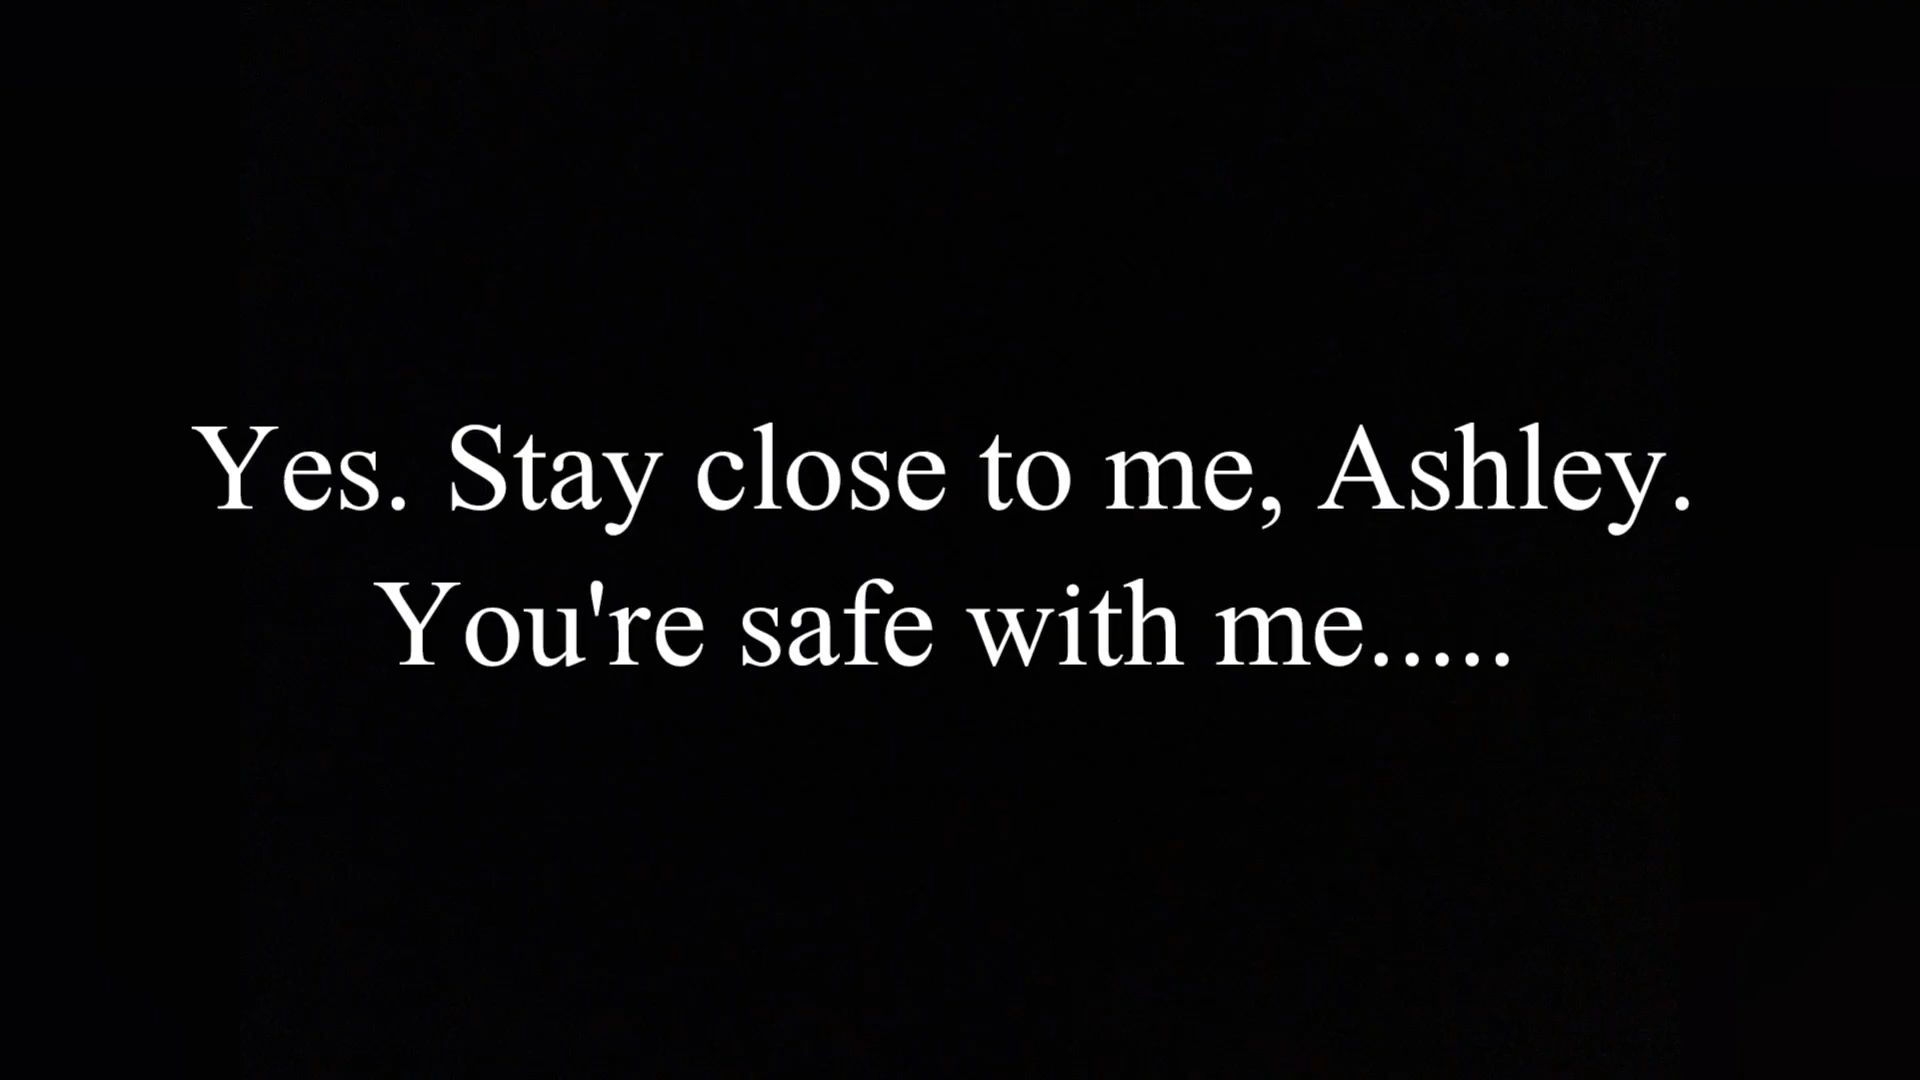 Yes. Stay close to me, Ashley.
You're safe with me.....